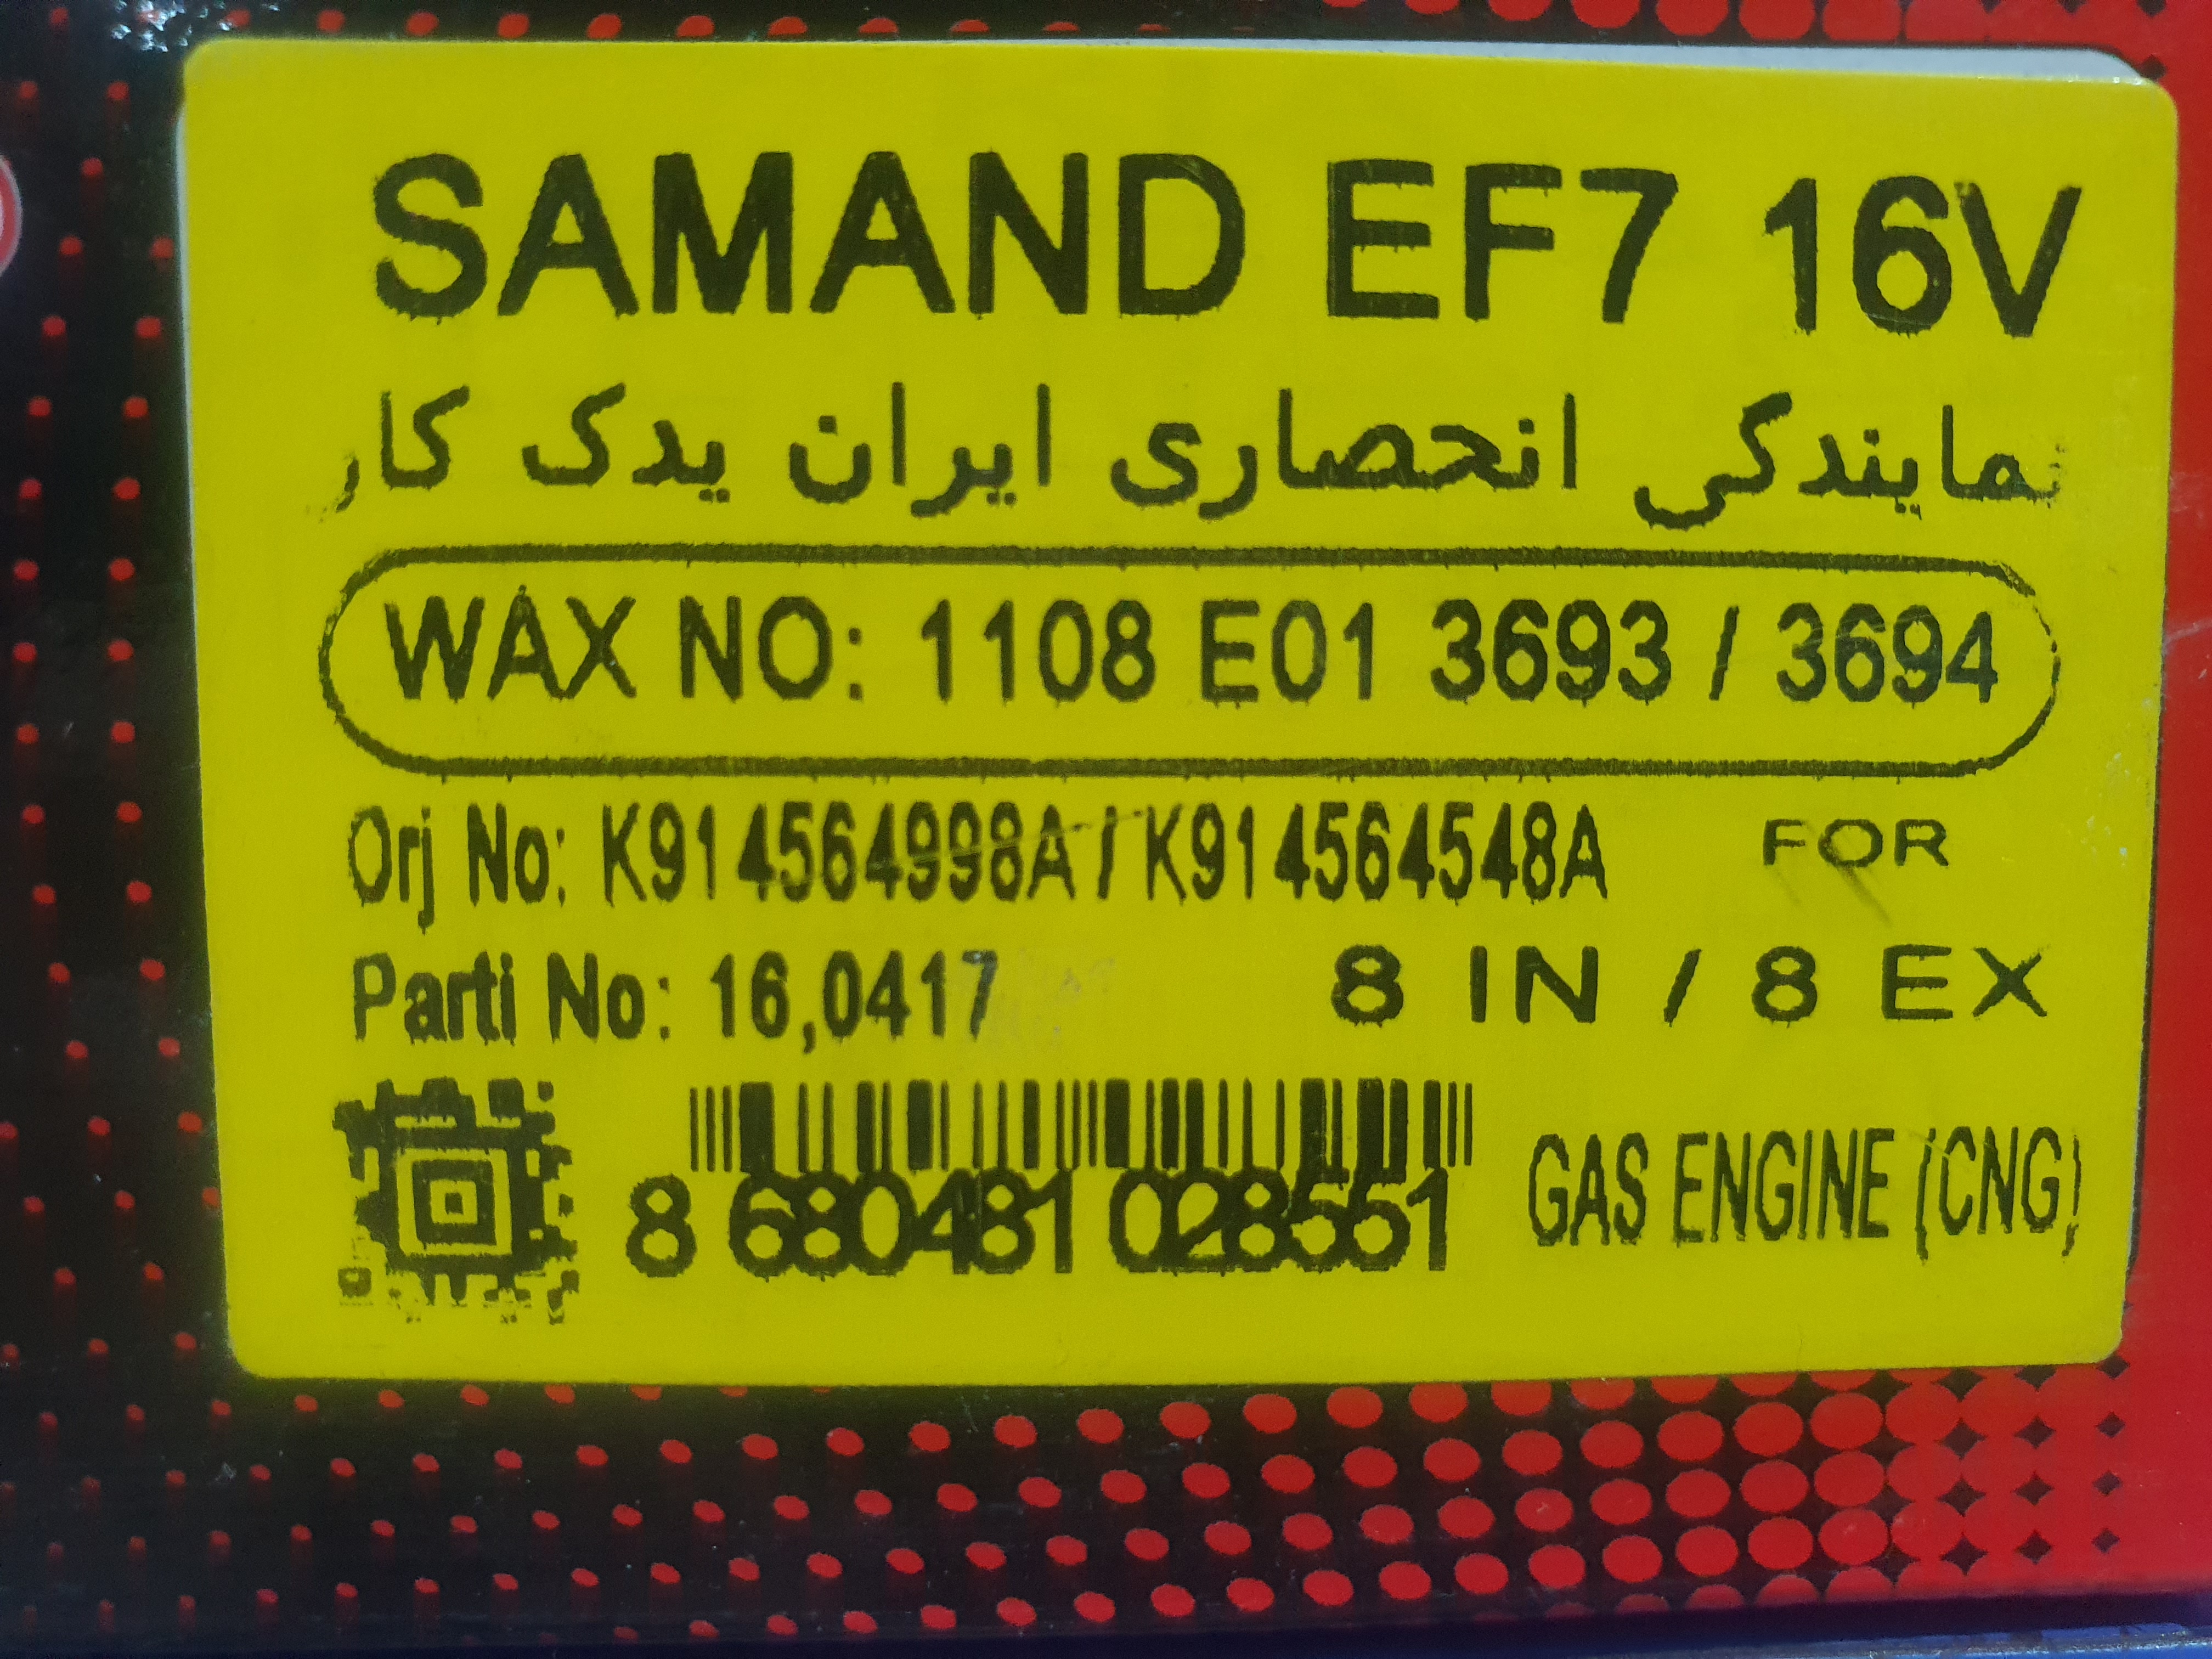 SAMAND EF7 16V
نمایندگی انحصاری ایران یدک کار
WAX NO: 1108 E01 3693 / 3694
Orj No: K914564998A / K914564548A FOR
Parti No: 16,0417 8 IN / 8 EX
8 680481 028551 GAS ENGINE (CNG)